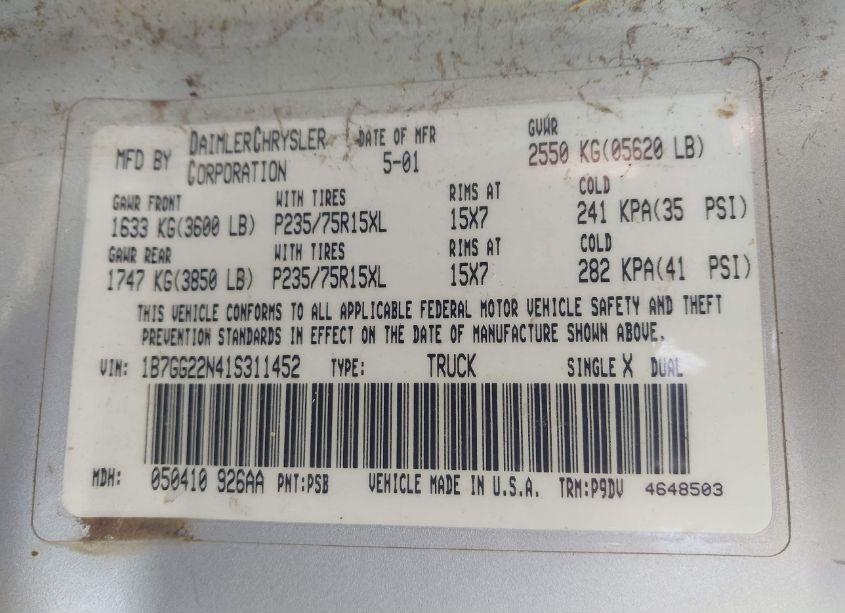 MFD BY DAIMLERCHRYSLER CORPORATION DATE OF MFR 5-01 GVWR 2550 KG(05620 LB)
GAWR FRONT WITH TIRES RIMS AT COLD
1633 KG(3600 LB) P235/75R15XL 15X7 241 KPA(35 PSI)
GAWR REAR WITH TIRES RIMS AT COLD
1747 KG(3850 LB) P235/75R15XL 15X7 282 KPA(41 PSI)
THIS VEHICLE CONFORMS TO ALL APPLICABLE FEDERAL MOTOR VEHICLE SAFETY AND THEFT
PREVENTION STANDARDS IN EFFECT ON THE DATE OF MANUFACTURE SHOWN ABOVE.
VIN: 1B7GG22N41S311452 TYPE: TRUCK SINGLE X DUAL
MDH: 050410 926AA PNT:PSB VEHICLE MADE IN U.S.A. TRM:P9DV 4648503